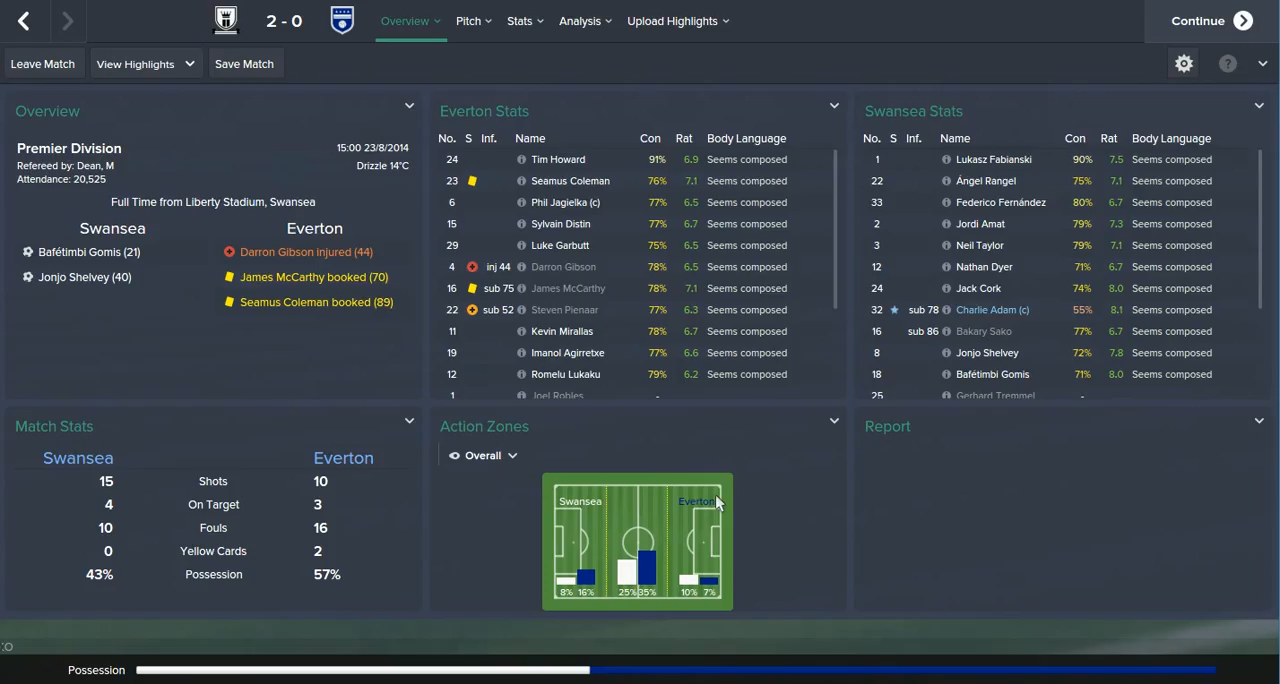 2 - 0
Overview Pitch Stats Analysis Upload Highlights
Continue
Leave Match View Highlights Save Match
?
Overview
Premier Division 15:00 23/8/2014
Refereed by: Dean, M Drizzle 14°C
Attendance: 20,525
Full Time from Liberty Stadium, Swansea
Swansea Everton
Bafétimbi Gomis (21) Darron Gibson injured (44)
Jonjo Shelvey (40) James McCarthy booked (70)
Seamus Coleman booked (89)
Everton Stats
No. S Inf. Name Con Rat Body Language
24 Tim Howard 91% 6.9 Seems composed
23 Seamus Coleman 76% 7.1 Seems composed
6 Phil Jagielka (c) 77% 6.5 Seems composed
15 Sylvain Distin 77% 6.7 Seems composed
29 Luke Garbutt 75% 6.5 Seems composed
4 inj 44 Darron Gibson 78% 6.5 Seems composed
16 sub 75 James McCarthy 78% 7.1 Seems composed
22 sub 52 Steven Pienaar 77% 6.3 Seems composed
11 Kevin Mirallas 78% 6.7 Seems composed
19 Imanol Agirretxe 77% 6.6 Seems composed
12 Romelu Lukaku 79% 6.2 Seems composed
1 Joel Robles -
Swansea Stats
No. S Inf. Name Con Rat Body Language
1 Lukasz Fabianski 90% 7.5 Seems composed
22 Ángel Rangel 75% 7.1 Seems composed
33 Federico Fernández 80% 6.7 Seems composed
2 Jordi Amat 79% 7.3 Seems composed
3 Neil Taylor 79% 7.1 Seems composed
12 Nathan Dyer 71% 6.7 Seems composed
24 Jack Cork 74% 8.0 Seems composed
32 sub 78 Charlie Adam (c) 55% 8.1 Seems composed
16 sub 86 Bakary Sako 77% 6.7 Seems composed
8 Jonjo Shelvey 72% 7.8 Seems composed
18 Bafétimbi Gomis 71% 8.0 Seems composed
25 Gerhard Tremmel -
Match Stats
Swansea Everton
15 Shots 10
4 On Target 3
10 Fouls 16
0 Yellow Cards 2
43% Possession 57%
Action Zones
Overall
Swansea Everton
8% 16% 25% 35% 10% 7%
Report
Possession